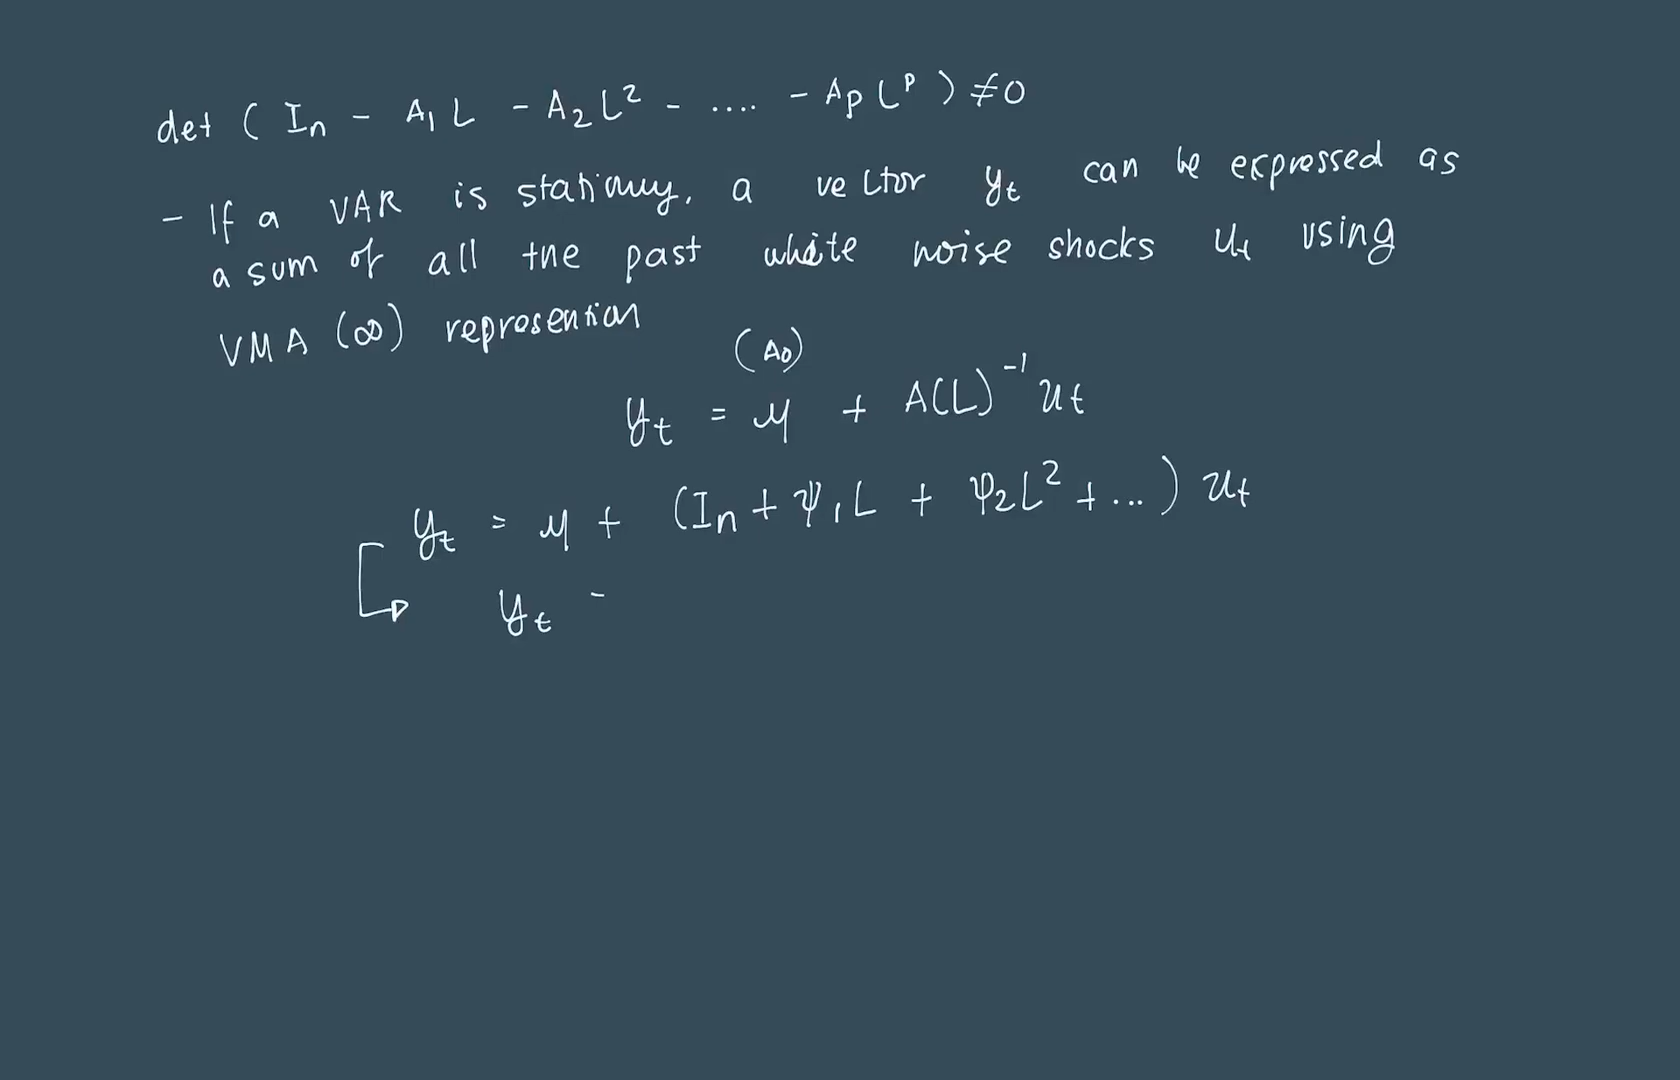 det ( In - A₁ L - A₂ L² - .... - Ap Lᵖ ) ≠ 0
- If a VAR is a vector yt can be expressed as
a sum of all the past white noise shocks ut using
VMA (∞)
(A0)
yt = μ + A(L)⁻¹ ut
yt = μ + (In + ψ₁ L + ψ₂ L² + ... ) ut
yt -